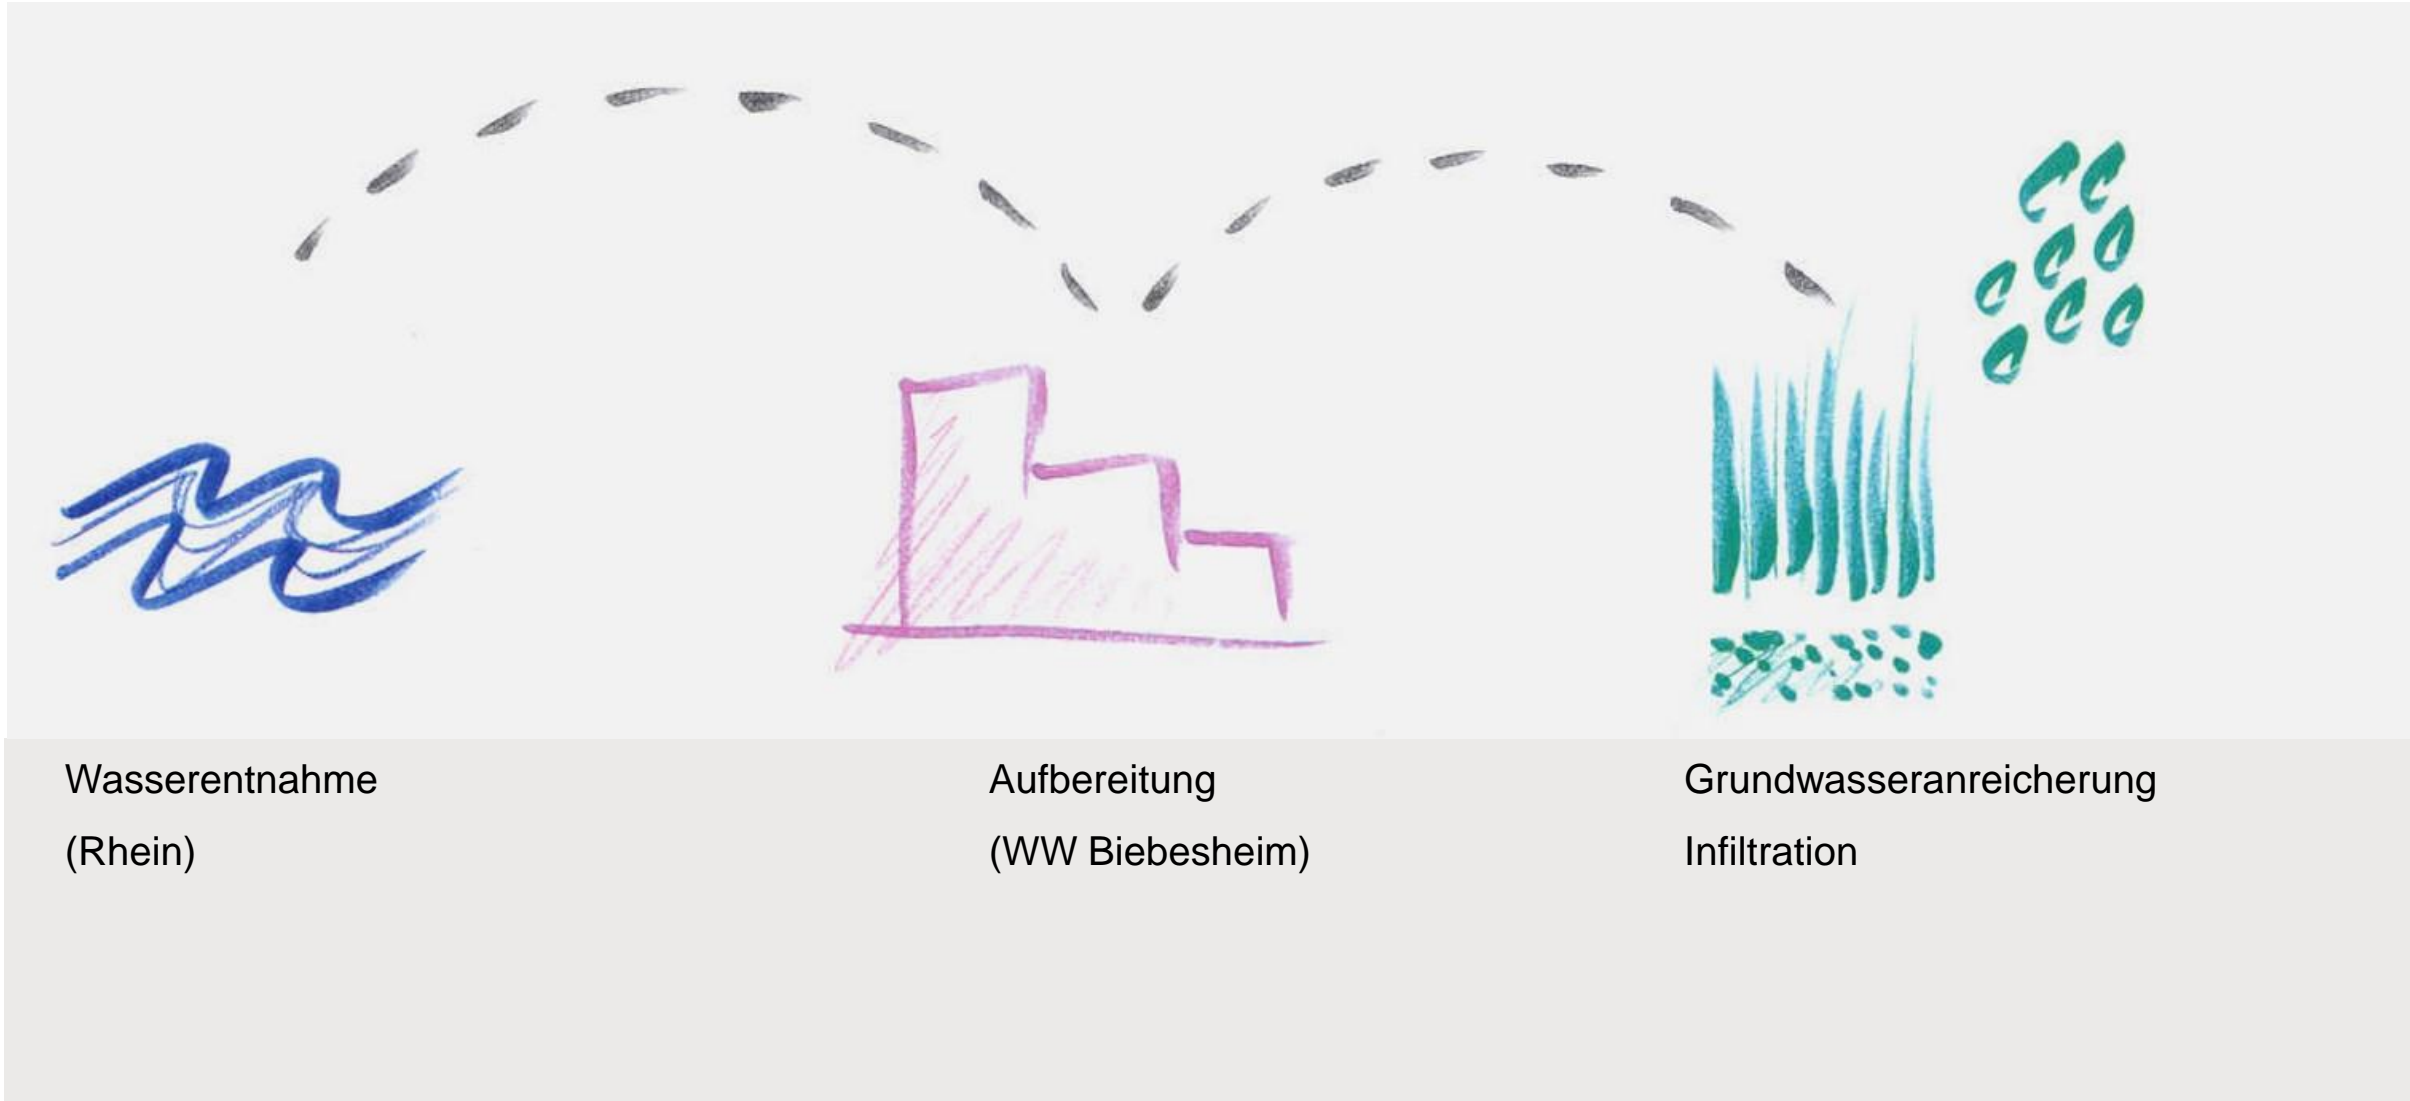 Wasserentnahme
(Rhein)
Aufbereitung
(WW Biebesheim)
Grundwasseranreicherung
Infiltration